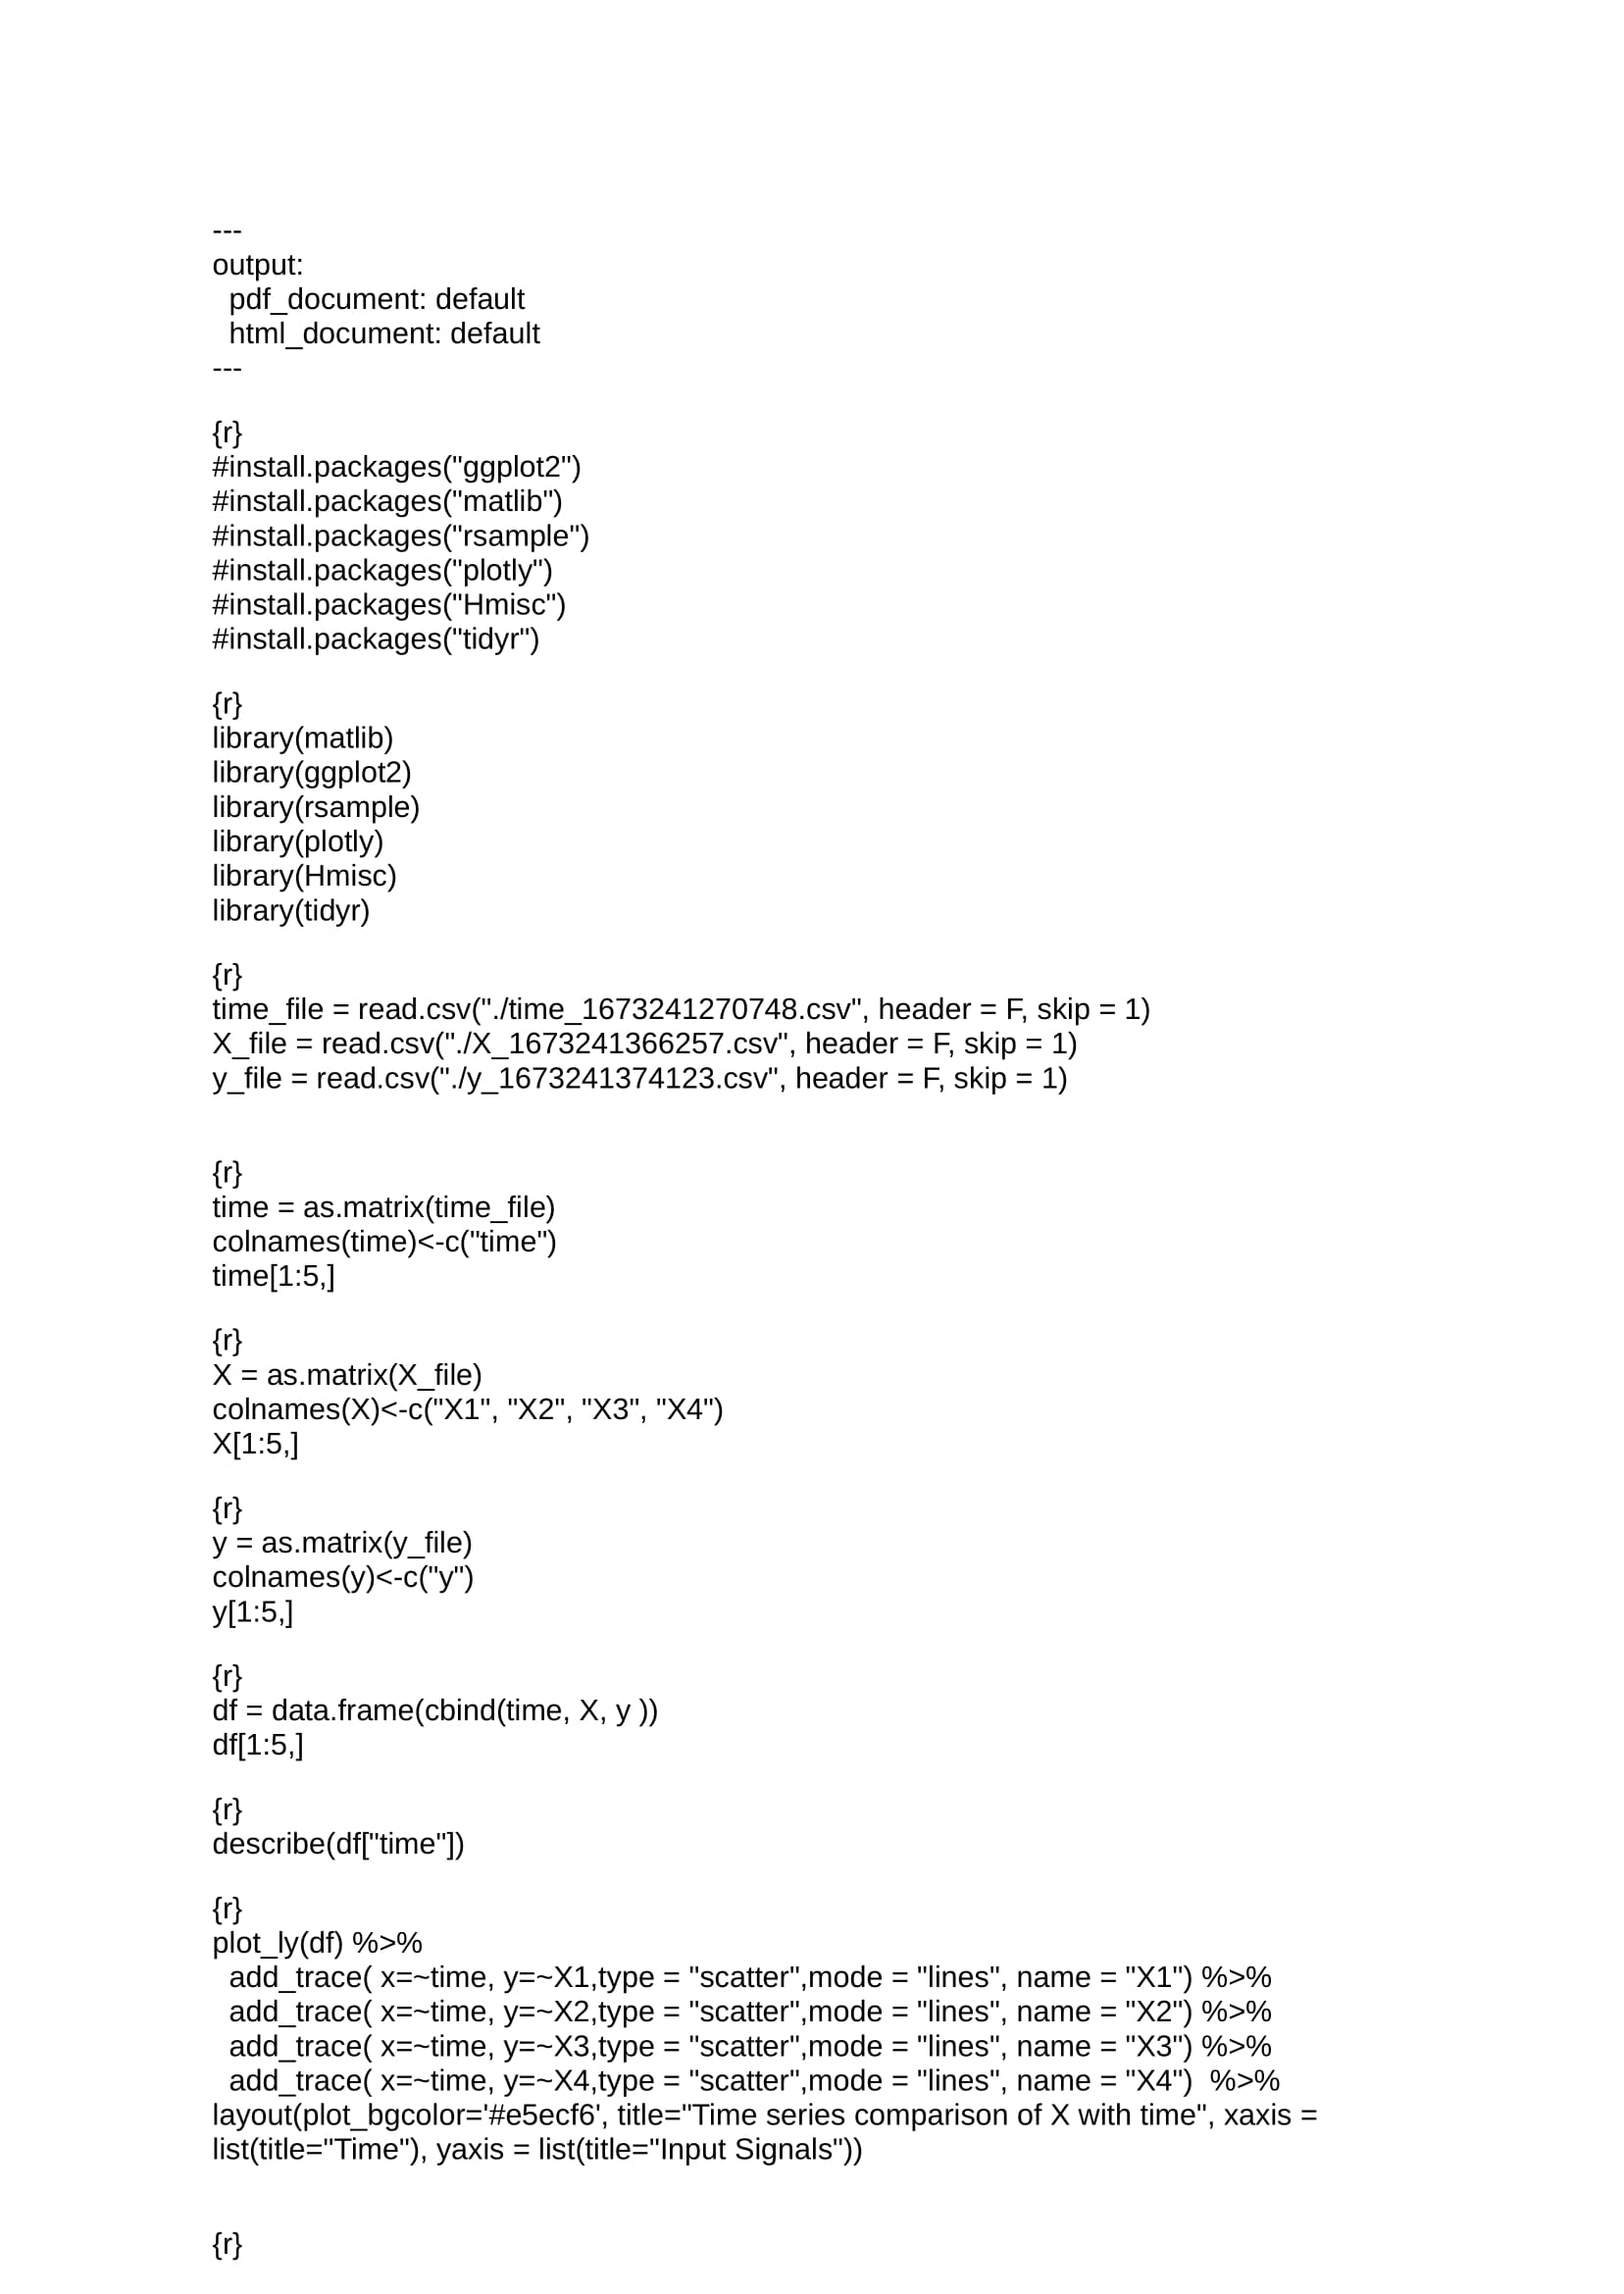 ---
output:
  pdf_document: default
  html_document: default
---

{r}
#install.packages("ggplot2")
#install.packages("matlib")
#install.packages("rsample")
#install.packages("plotly")
#install.packages("Hmisc")
#install.packages("tidyr")

{r}
library(matlib)
library(ggplot2)
library(rsample)
library(plotly)
library(Hmisc)
library(tidyr)

{r}
time_file = read.csv("./time_1673241270748.csv", header = F, skip = 1)
X_file = read.csv("./X_1673241366257.csv", header = F, skip = 1)
y_file = read.csv("./y_1673241374123.csv", header = F, skip = 1)


{r}
time = as.matrix(time_file)
colnames(time)<-c("time")
time[1:5,]

{r}
X = as.matrix(X_file)
colnames(X)<-c("X1", "X2", "X3", "X4")
X[1:5,]

{r}
y = as.matrix(y_file)
colnames(y)<-c("y")
y[1:5,]

{r}
df = data.frame(cbind(time, X, y ))
df[1:5,]

{r}
describe(df["time"])

{r}
plot_ly(df) %>%
  add_trace( x=~time, y=~X1,type = "scatter",mode = "lines", name = "X1") %>%
  add_trace( x=~time, y=~X2,type = "scatter",mode = "lines", name = "X2") %>%
  add_trace( x=~time, y=~X3,type = "scatter",mode = "lines", name = "X3") %>%
  add_trace( x=~time, y=~X4,type = "scatter",mode = "lines", name = "X4")  %>%
layout(plot_bgcolor='#e5ecf6', title="Time series comparison of X with time", xaxis =
list(title="Time"), yaxis = list(title="Input Signals"))


{r}